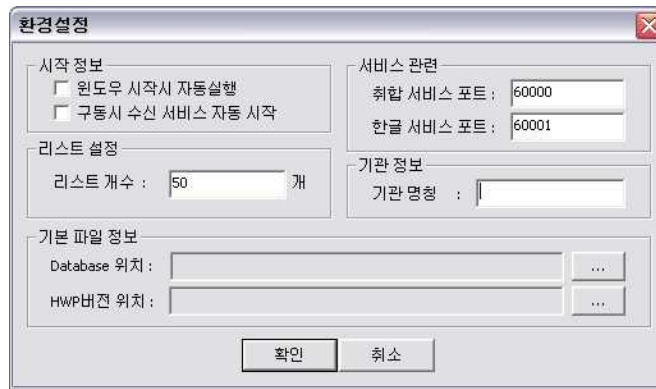 환경설정
시작 정보
윈도우 시작시 자동실행
구동시 수신 서비스 자동 시작
서비스 관련
취합 서비스 포트 : 60000
한글 서비스 포트 : 60001
리스트 설정
리스트 개수 : 50 개
기관 정보
기관 명칭 :
기본 파일 정보
Database 위치 : ...
HWP버전 위치 : ...
확인 취소